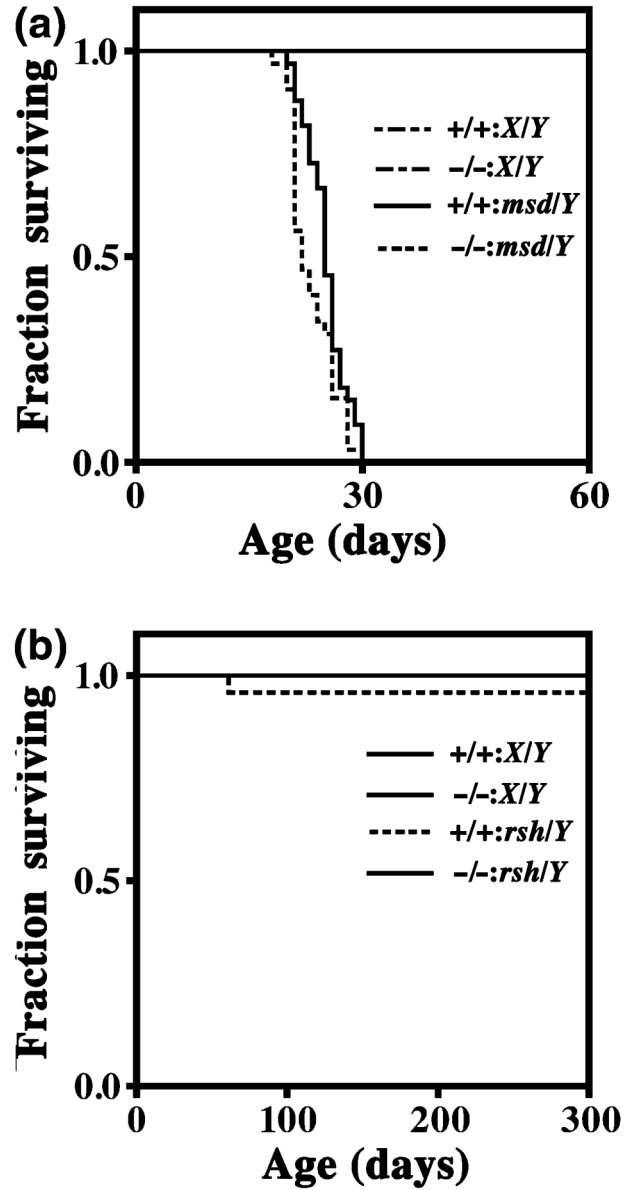 (a)
Fraction surviving
1.0
0.5
0.0
+/+:X/Y
–/–:X/Y
+/+:msd/Y
–/–:msd/Y
0 30 60
Age (days)
(b)
Fraction surviving
1.0
0.5
0.0
+/+:X/Y
–/–:X/Y
+/+:rsh/Y
–/–:rsh/Y
0 100 200 300
Age (days)